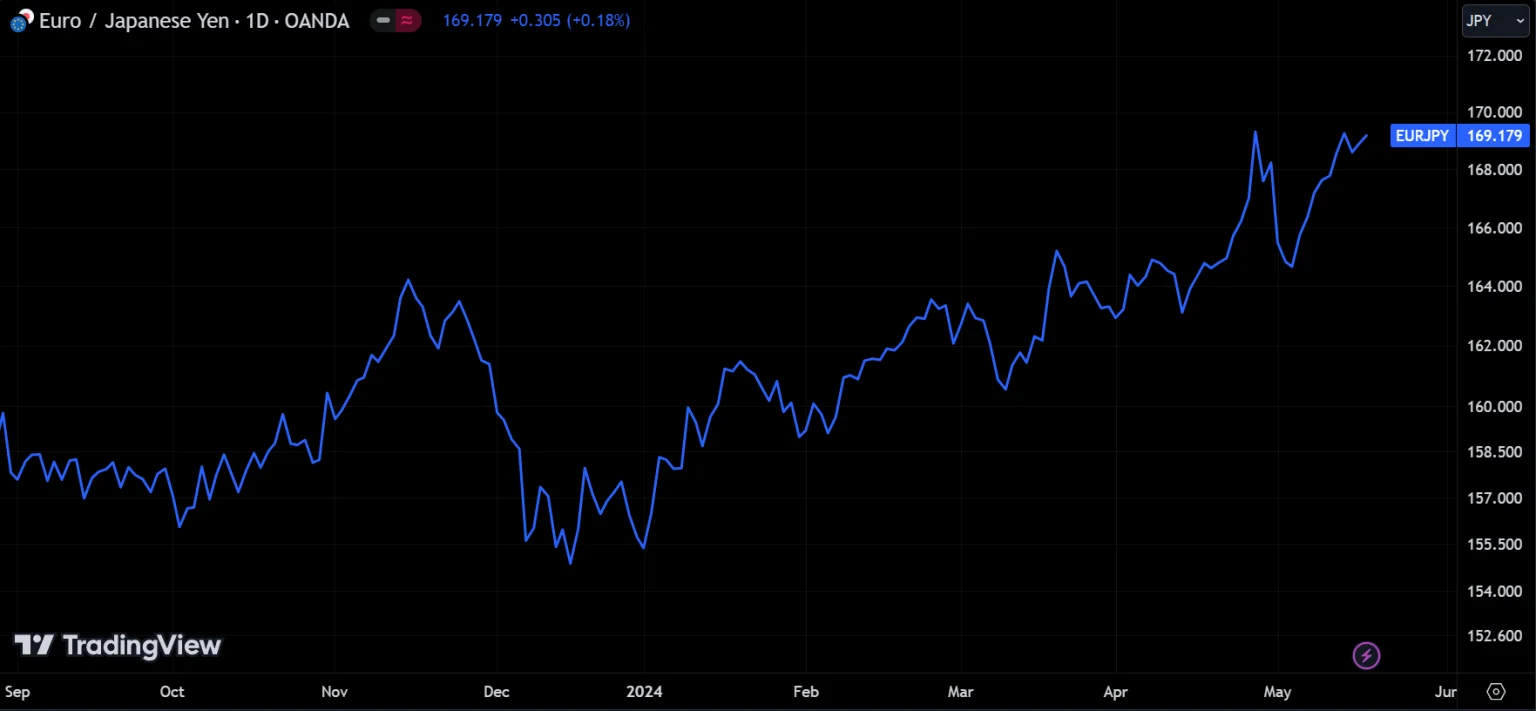 Euro / Japanese Yen · 1D · OANDA 169.179 +0.305 (+0.18%)
JPY
172.000
170.000
EURJPY 169.179
168.000
166.000
164.000
162.000
160.000
158.500
157.000
155.500
154.000
152.600
TradingView
Sep Oct Nov Dec 2024 Feb Mar Apr May Jun